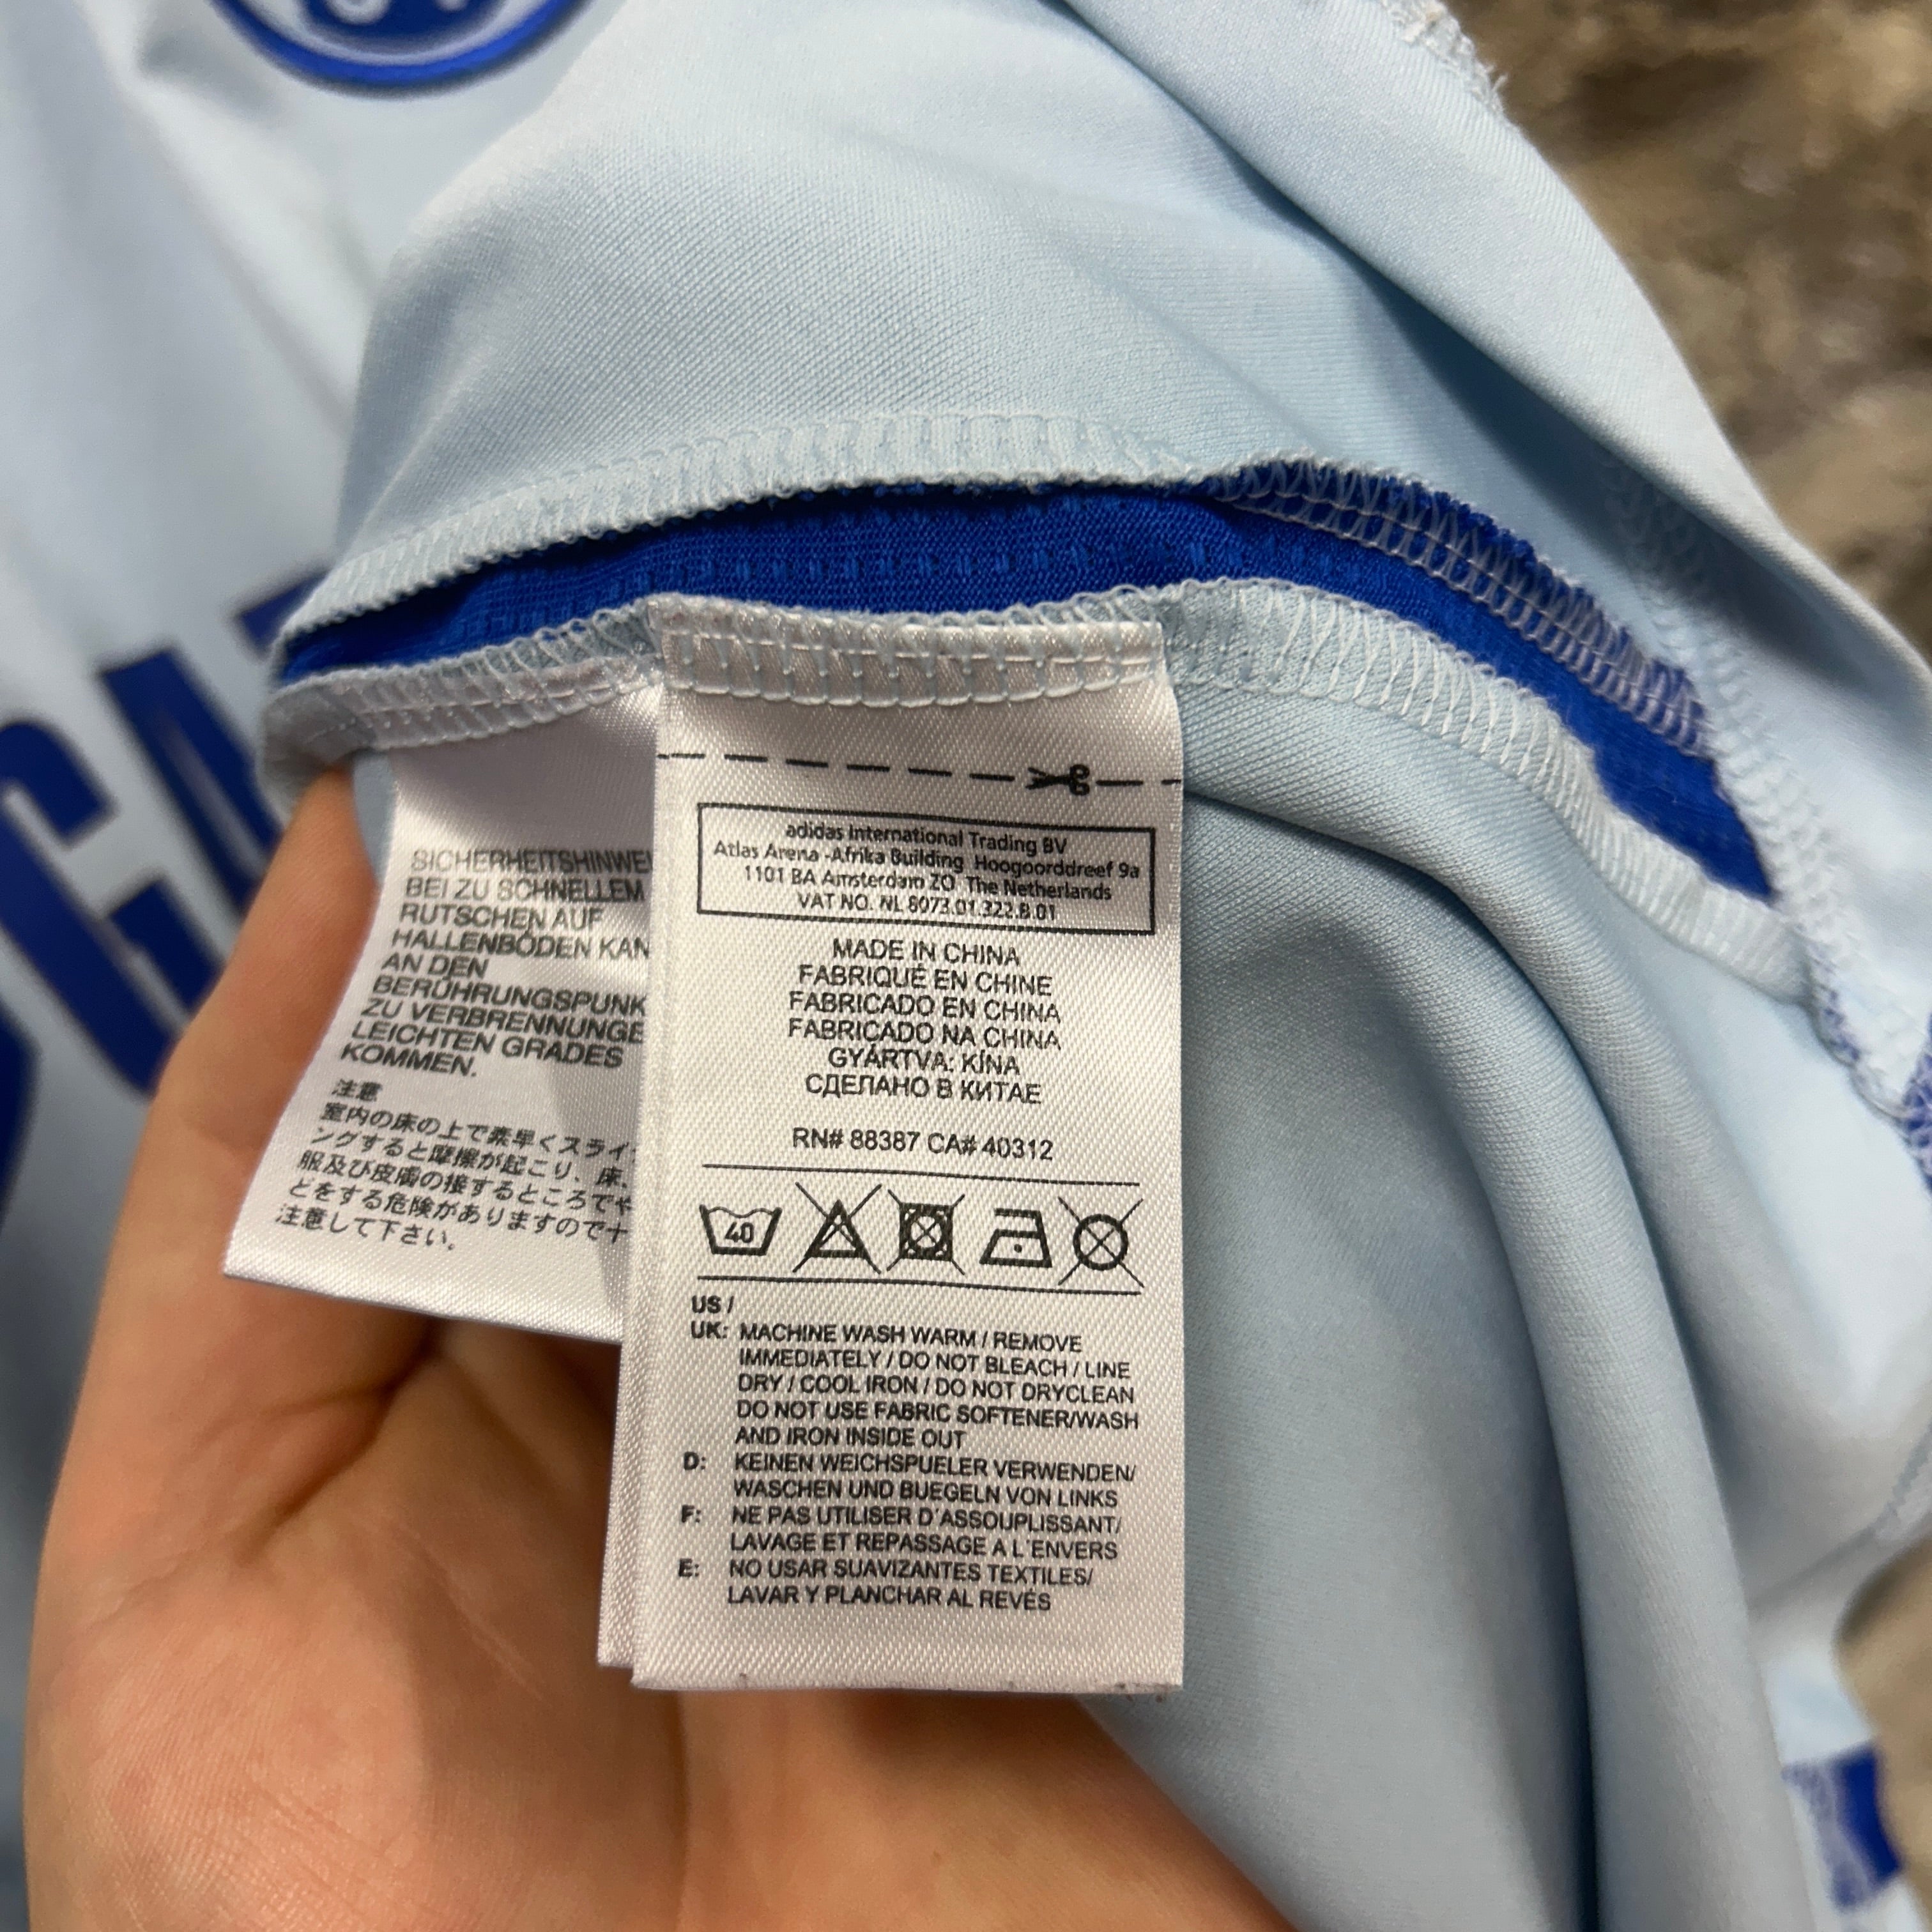 04
GA
SICHERHEITSHINWEI
BEI ZU SCHNELLEM
RUTSCHEN AUF
HALLENBÖDEN KAN
AN DEN
BERÜHRUNGSPUNK
ZU VERBRENNUNGE
LEICHTEN GRADES
KOMMEN.
注意
室内の床の上で素早くスライ
ングすると摩擦が起こり、床、
服及び皮膚の接するところでや
どをする危険がありますので十
注意して下さい。
adidas International Trading BV
Atlas Arena -Afrika Building Hoogoorddreef 9a
1101 BA Amsterdam ZO The Netherlands
VAT NO. NL 8073.01.322.B.01
MADE IN CHINA
FABRIQUÉ EN CHINE
FABRICADO EN CHINA
FABRICADO NA CHINA
GYÁRTVA: KÍNA
СДЕЛАНО В КИТАЕ
RN# 88387 CA# 40312
40
US /
UK: MACHINE WASH WARM / REMOVE
IMMEDIATELY / DO NOT BLEACH / LINE
DRY / COOL IRON / DO NOT DRYCLEAN
DO NOT USE FABRIC SOFTENER/WASH
AND IRON INSIDE OUT
D: KEINEN WEICHSPUELER VERWENDEN/
WASCHEN UND BUEGELN VON LINKS
F: NE PAS UTILISER D´ASSOUPLISSANT/
LAVAGE ET REPASSAGE A L´ENVERS
E: NO USAR SUAVIZANTES TEXTILES/
LAVAR Y PLANCHAR AL REVÉS